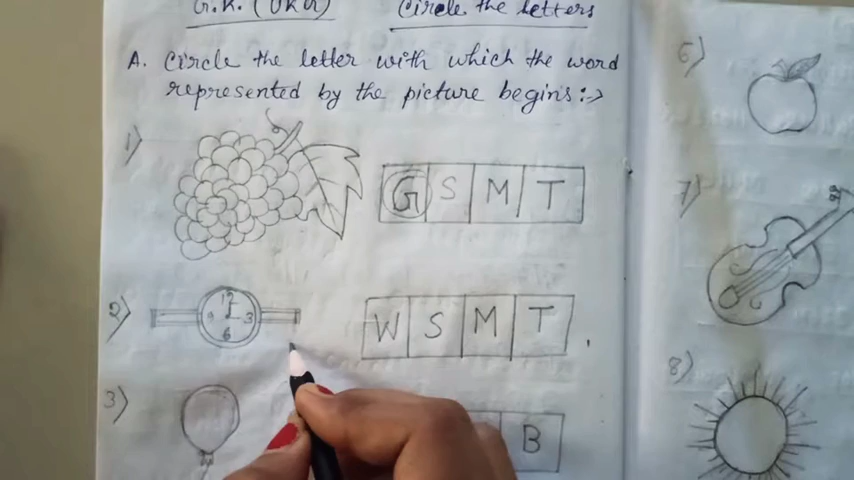 G.K. (UKG) Circle the letters
A. Circle the letter with which the word
represented by the picture begins:->
1) G S M T
2) 12 3 6 9 W S M T
3) B
6)
7)
8)